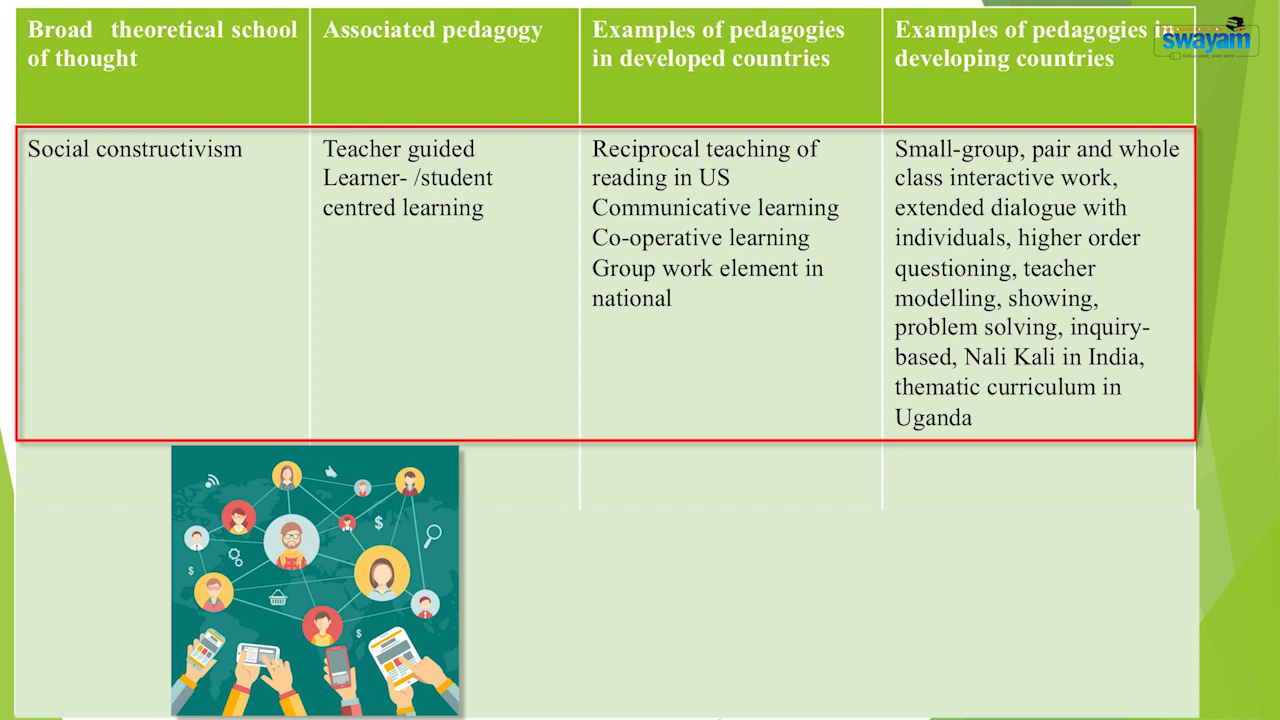 Broad theoretical school
of thought
Associated pedagogy
Examples of pedagogies
in developed countries
Examples of pedagogies in
developing countries
swayam
Social constructivism
Teacher guided
Learner- /student
centred learning
Reciprocal teaching of
reading in US
Communicative learning
Co-operative learning
Group work element in
national
Small-group, pair and whole
class interactive work,
extended dialogue with
individuals, higher order
questioning, teacher
modelling, showing,
problem solving, inquiry-
based, Nali Kali in India,
thematic curriculum in
Uganda
$
$
$